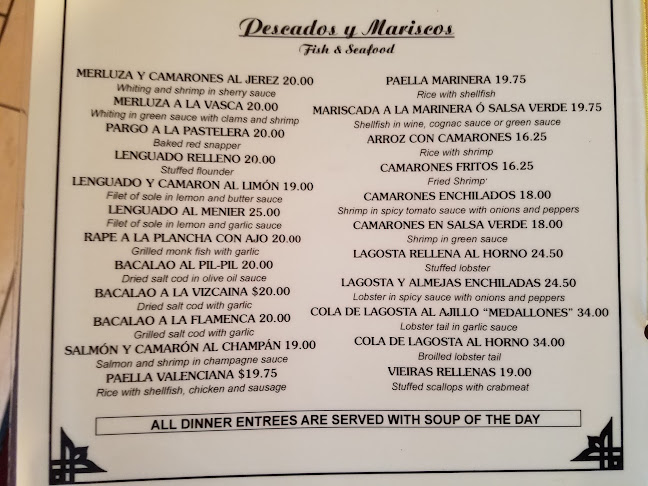 Pescados y Mariscos
Fish & Seafood
MERLUZA Y CAMARONES AL JEREZ 20.00
Whiting and shrimp in sherry sauce
MERLUZA A LA VASCA 20.00
Whiting in green sauce with clams and shrimp
PARGO A LA PASTELERA 20.00
Baked red snapper
LENGUADO RELLENO 20.00
Stuffed flounder
LENGUADO Y CAMARON AL LIMÓN 19.00
Filet of sole in lemon and butter sauce
LENGUADO AL MENIER 25.00
Filet of sole in lemon and garlic sauce
RAPE A LA PLANCHA CON AJO 20.00
Grilled monk fish with garlic
BACALAO AL PIL-PIL 20.00
Dried salt cod in olive oil sauce
BACALAO A LA VIZCAINA $20.00
Dried salt cod with garlic
BACALAO A LA FLAMENCA 20.00
Grilled salt cod with garlic
SALMÓN Y CAMARÓN AL CHAMPÁN 19.00
Salmon and shrimp in champagne sauce
PAELLA VALENCIANA $19.75
Rice with shellfish, chicken and sausage
PAELLA MARINERA 19.75
Rice with shellfish
MARISCADA A LA MARINERA Ó SALSA VERDE 19.75
Shellfish in wine, cognac sauce or green sauce
ARROZ CON CAMARONES 16.25
Rice with shrimp
CAMARONES FRITOS 16.25
Fried Shrimp
CAMARONES ENCHILADOS 18.00
Shrimp in spicy tomato sauce with onions and peppers
CAMARONES EN SALSA VERDE 18.00
Shrimp in green sauce
LAGOSTA RELLENA AL HORNO 24.50
Stuffed lobster
LAGOSTA Y ALMEJAS ENCHILADAS 24.50
Lobster in spicy sauce with onions and peppers
COLA DE LAGOSTA AL AJILLO "MEDALLONES" 34.00
Lobster tail in garlic sauce
COLA DE LAGOSTA AL HORNO 34.00
Broiled lobster tail
VIEIRAS RELLENAS 19.00
Stuffed scallops with crabmeat
ALL DINNER ENTREES ARE SERVED WITH SOUP OF THE DAY